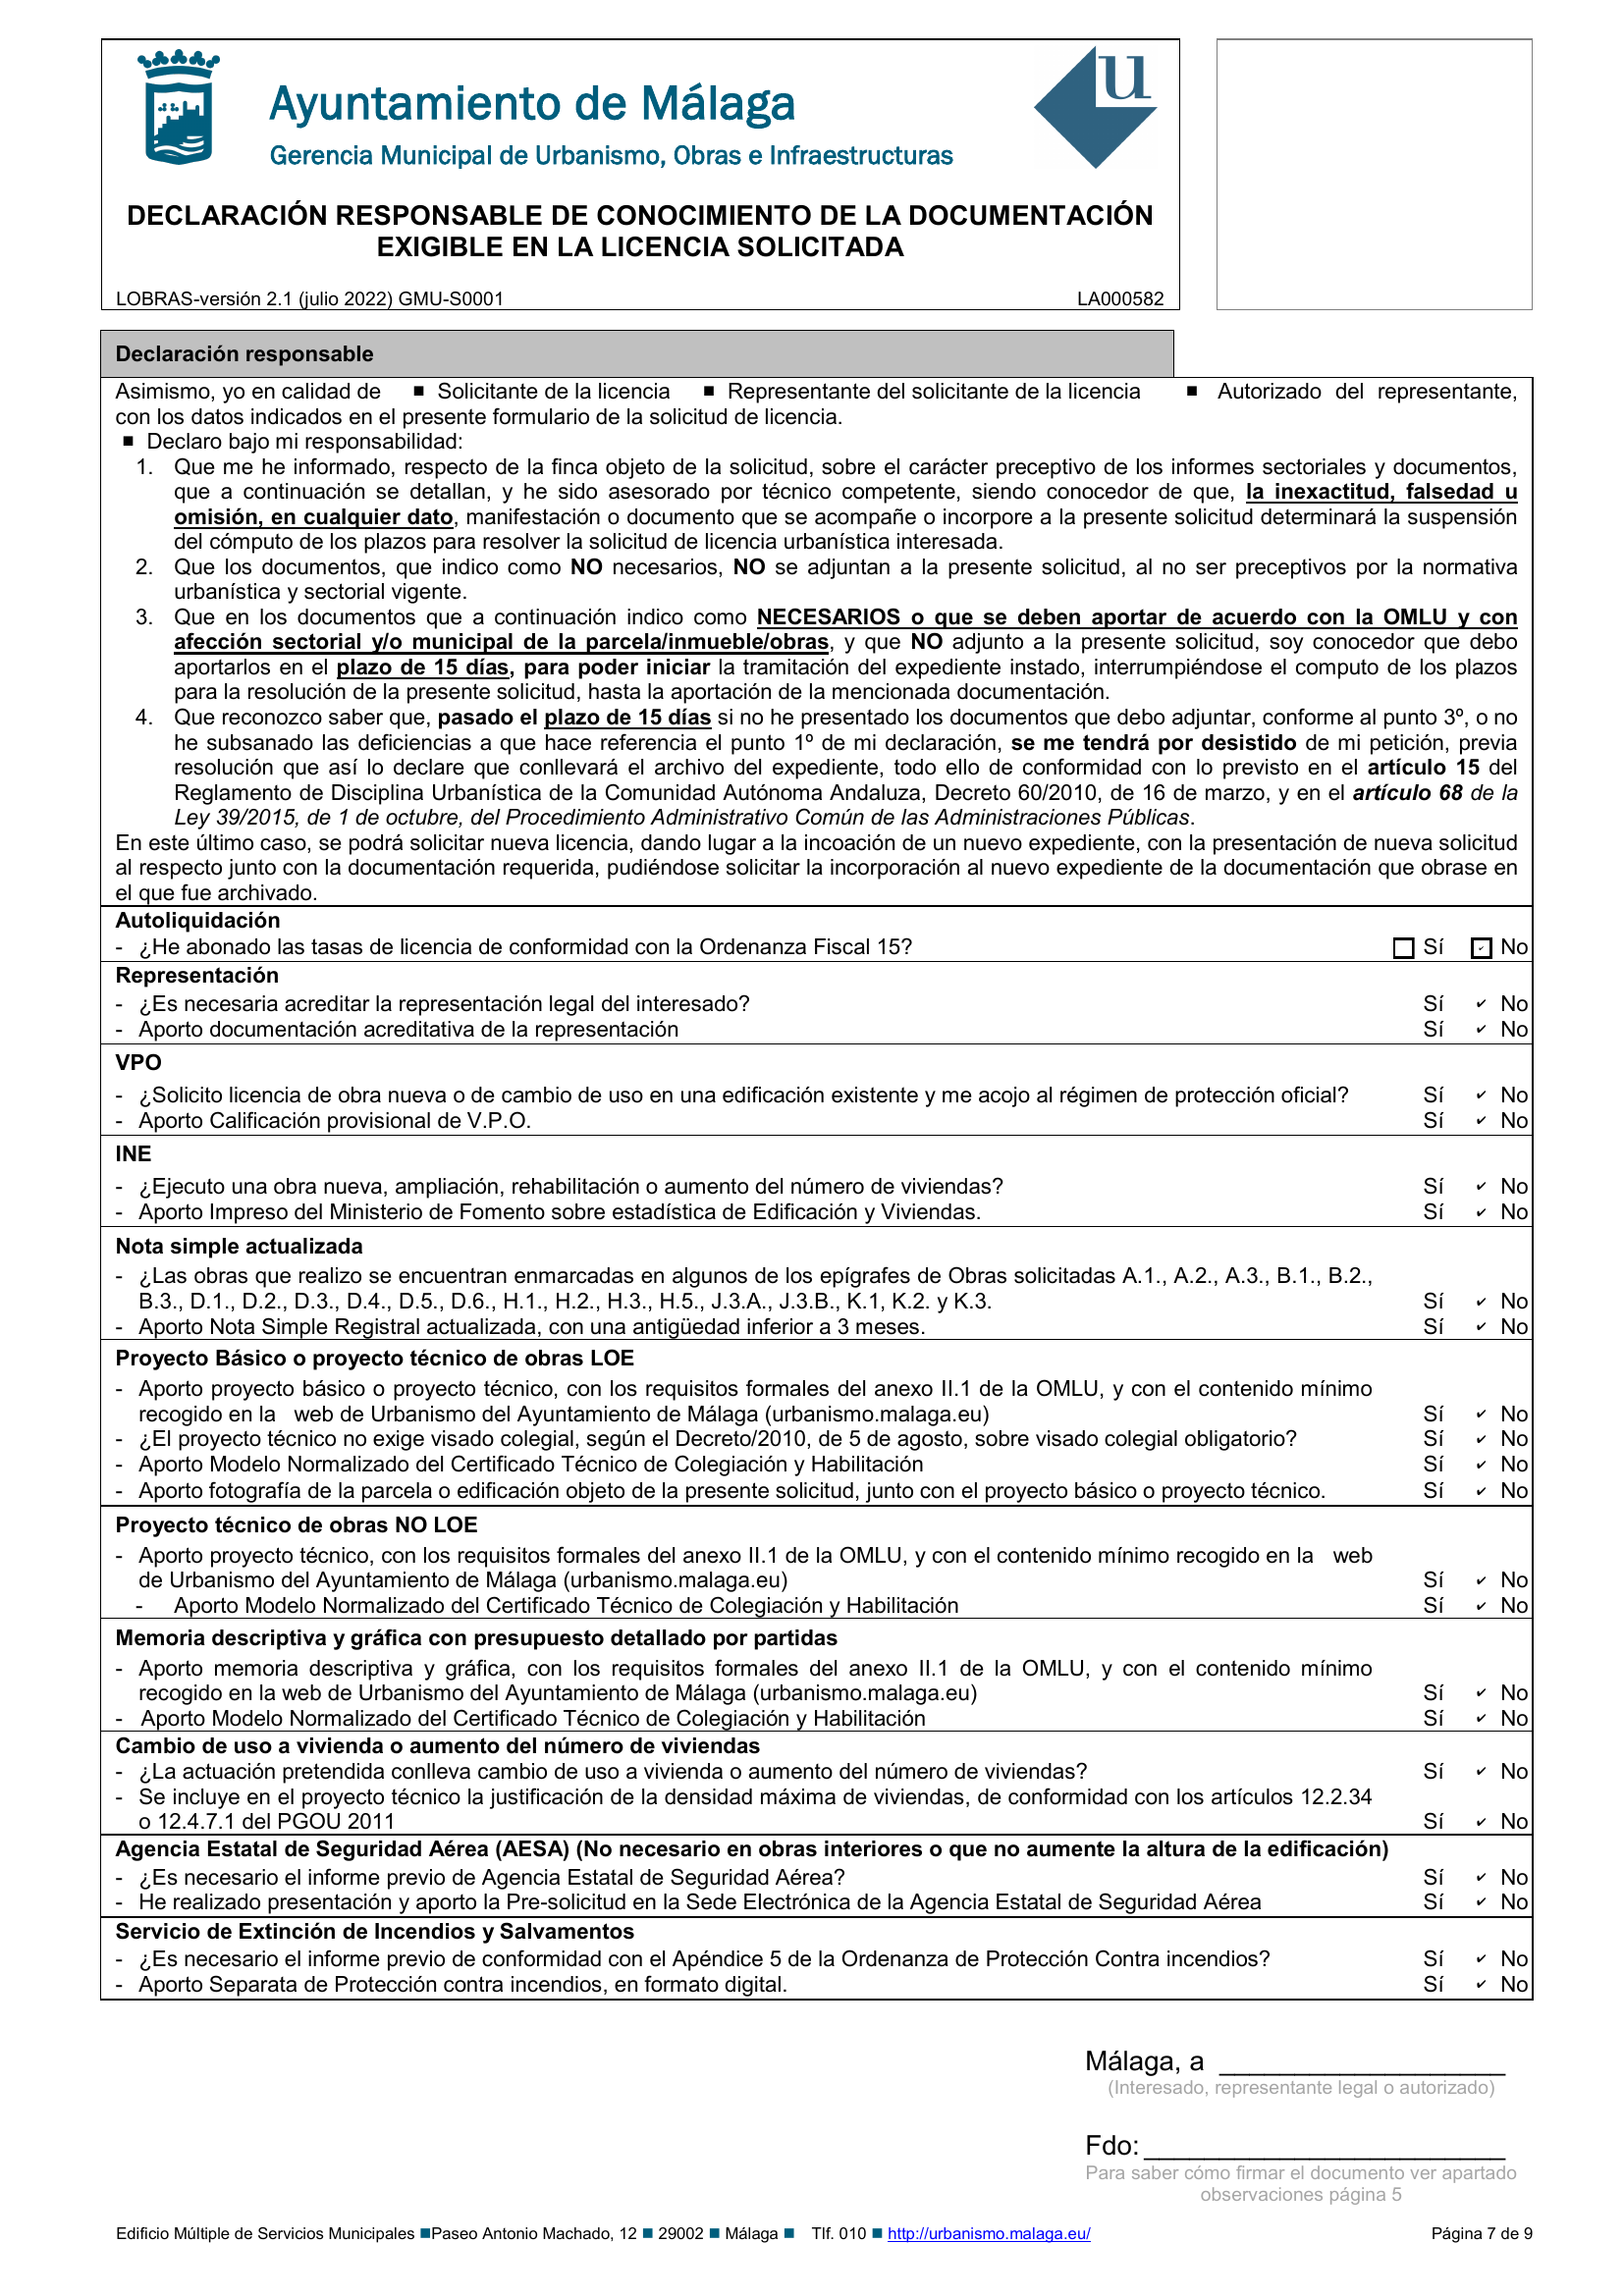 u
Ayuntamiento de Málaga
Gerencia Municipal de Urbanismo, Obras e Infraestructuras
DECLARACIÓN RESPONSABLE DE CONOCIMIENTO DE LA DOCUMENTACIÓN
EXIGIBLE EN LA LICENCIA SOLICITADA
LOBRAS-versión 2.1 (julio 2022) GMU-S0001 LA000582
Declaración responsable
Asimismo, yo en calidad de ■ Solicitante de la licencia ■ Representante del solicitante de la licencia ■ Autorizado del representante,
con los datos indicados en el presente formulario de la solicitud de licencia.
■ Declaro bajo mi responsabilidad:
1. Que me he informado, respecto de la finca objeto de la solicitud, sobre el carácter preceptivo de los informes sectoriales y documentos,
que a continuación se detallan, y he sido asesorado por técnico competente, siendo conocedor de que, la inexactitud, falsedad u
omisión, en cualquier dato, manifestación o documento que se acompañe o incorpore a la presente solicitud determinará la suspensión
del cómputo de los plazos para resolver la solicitud de licencia urbanística interesada.
2. Que los documentos, que indico como NO necesarios, NO se adjuntan a la presente solicitud, al no ser preceptivos por la normativa
urbanística y sectorial vigente.
3. Que en los documentos que a continuación indico como NECESARIOS o que se deben aportar de acuerdo con la OMLU y con
afección sectorial y/o municipal de la parcela/inmueble/obras, y que NO adjunto a la presente solicitud, soy conocedor que debo
aportarlos en el plazo de 15 días, para poder iniciar la tramitación del expediente instado, interrumpiéndose el computo de los plazos
para la resolución de la presente solicitud, hasta la aportación de la mencionada documentación.
4. Que reconozco saber que, pasado el plazo de 15 días si no he presentado los documentos que debo adjuntar, conforme al punto 3º, o no
he subsanado las deficiencias a que hace referencia el punto 1º de mi declaración, se me tendrá por desistido de mi petición, previa
resolución que así lo declare que conllevará el archivo del expediente, todo ello de conformidad con lo previsto en el artículo 15 del
Reglamento de Disciplina Urbanística de la Comunidad Autónoma Andaluza, Decreto 60/2010, de 16 de marzo, y en el artículo 68 de la
Ley 39/2015, de 1 de octubre, del Procedimiento Administrativo Común de las Administraciones Públicas.
En este último caso, se podrá solicitar nueva licencia, dando lugar a la incoación de un nuevo expediente, con la presentación de nueva solicitud
al respecto junto con la documentación requerida, pudiéndose solicitar la incorporación al nuevo expediente de la documentación que obrase en
el que fue archivado.
Autoliquidación
- ¿He abonado las tasas de licencia de conformidad con la Ordenanza Fiscal 15? ☐ Sí ☑ No
Representación
- ¿Es necesaria acreditar la representación legal del interesado? Sí ✔ No
- Aporto documentación acreditativa de la representación Sí ✔ No
VPO
- ¿Solicito licencia de obra nueva o de cambio de uso en una edificación existente y me acojo al régimen de protección oficial? Sí ✔ No
- Aporto Calificación provisional de V.P.O. Sí ✔ No
INE
- ¿Ejecuto una obra nueva, ampliación, rehabilitación o aumento del número de viviendas? Sí ✔ No
- Aporto Impreso del Ministerio de Fomento sobre estadística de Edificación y Viviendas. Sí ✔ No
Nota simple actualizada
- ¿Las obras que realizo se encuentran enmarcadas en algunos de los epígrafes de Obras solicitadas A.1., A.2., A.3., B.1., B.2.,
B.3., D.1., D.2., D.3., D.4., D.5., D.6., H.1., H.2., H.3., H.5., J.3.A., J.3.B., K.1, K.2. y K.3. Sí ✔ No
- Aporto Nota Simple Registral actualizada, con una antigüedad inferior a 3 meses. Sí ✔ No
Proyecto Básico o proyecto técnico de obras LOE
- Aporto proyecto básico o proyecto técnico, con los requisitos formales del anexo II.1 de la OMLU, y con el contenido mínimo
recogido en la web de Urbanismo del Ayuntamiento de Málaga (urbanismo.malaga.eu) Sí ✔ No
- ¿El proyecto técnico no exige visado colegial, según el Decreto/2010, de 5 de agosto, sobre visado colegial obligatorio? Sí ✔ No
- Aporto Modelo Normalizado del Certificado Técnico de Colegiación y Habilitación Sí ✔ No
- Aporto fotografía de la parcela o edificación objeto de la presente solicitud, junto con el proyecto básico o proyecto técnico. Sí ✔ No
Proyecto técnico de obras NO LOE
- Aporto proyecto técnico, con los requisitos formales del anexo II.1 de la OMLU, y con el contenido mínimo recogido en la web
de Urbanismo del Ayuntamiento de Málaga (urbanismo.malaga.eu) Sí ✔ No
- Aporto Modelo Normalizado del Certificado Técnico de Colegiación y Habilitación Sí ✔ No
Memoria descriptiva y gráfica con presupuesto detallado por partidas
- Aporto memoria descriptiva y gráfica, con los requisitos formales del anexo II.1 de la OMLU, y con el contenido mínimo
recogido en la web de Urbanismo del Ayuntamiento de Málaga (urbanismo.malaga.eu) Sí ✔ No
- Aporto Modelo Normalizado del Certificado Técnico de Colegiación y Habilitación Sí ✔ No
Cambio de uso a vivienda o aumento del número de viviendas
- ¿La actuación pretendida conlleva cambio de uso a vivienda o aumento del número de viviendas? Sí ✔ No
- Se incluye en el proyecto técnico la justificación de la densidad máxima de viviendas, de conformidad con los artículos 12.2.34
o 12.4.7.1 del PGOU 2011 Sí ✔ No
Agencia Estatal de Seguridad Aérea (AESA) (No necesario en obras interiores o que no aumente la altura de la edificación)
- ¿Es necesario el informe previo de Agencia Estatal de Seguridad Aérea? Sí ✔ No
- He realizado presentación y aporto la Pre-solicitud en la Sede Electrónica de la Agencia Estatal de Seguridad Aérea Sí ✔ No
Servicio de Extinción de Incendios y Salvamentos
- ¿Es necesario el informe previo de conformidad con el Apéndice 5 de la Ordenanza de Protección Contra incendios? Sí ✔ No
- Aporto Separata de Protección contra incendios, en formato digital. Sí ✔ No
Málaga, a ___________________
(Interesado, representante legal o autorizado)
Fdo: ________________________
Para saber cómo firmar el documento ver apartado
observaciones página 5
Edificio Múltiple de Servicios Municipales ■Paseo Antonio Machado, 12 ■ 29002 ■ Málaga ■ Tlf. 010 ■ http://urbanismo.malaga.eu/ Página 7 de 9